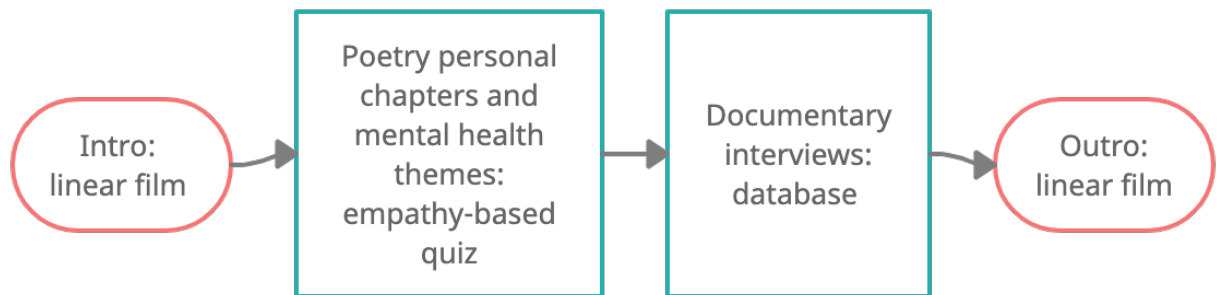 Intro:
linear film
Poetry personal
chapters and
mental health
themes:
empathy-based
quiz
Documentary
interviews:
database
Outro:
linear film